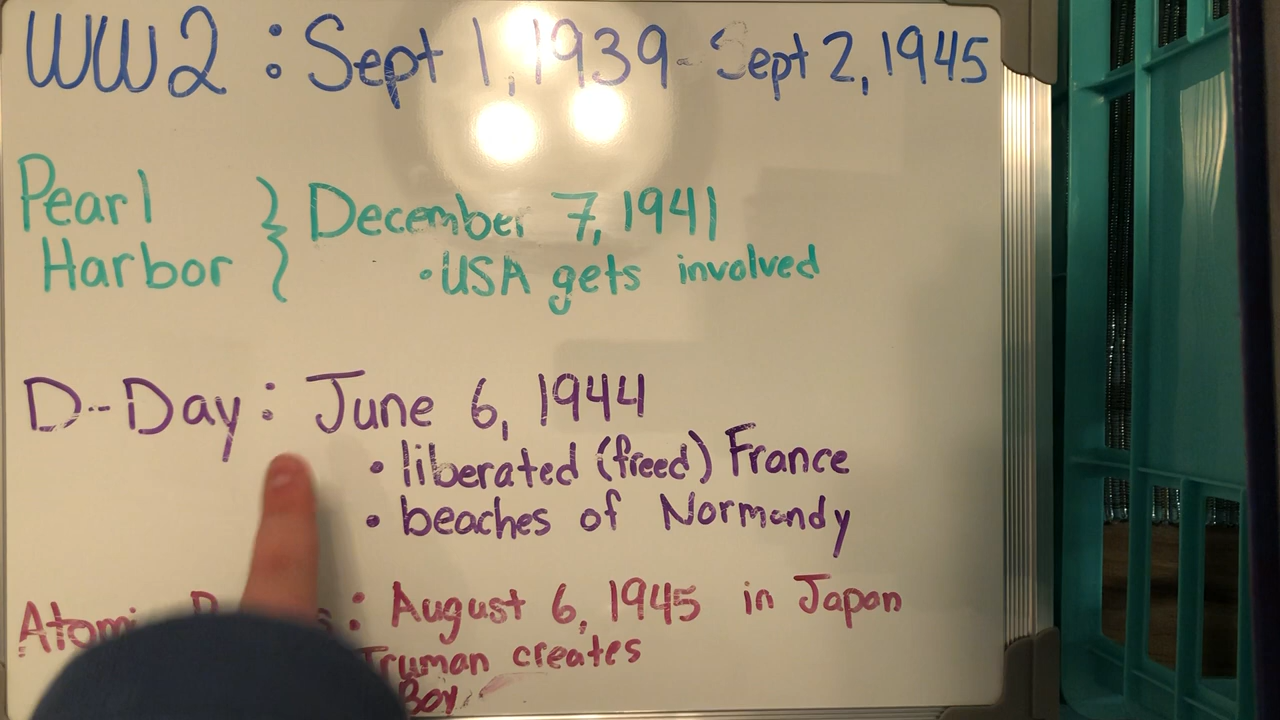 WW2 : Sept 1, 1939 - Sept 2, 1945
Pearl Harbor } December 7, 1941
• USA gets involved
D-Day : June 6, 1944
• liberated (freed) France
• beaches of Normandy
: August 6, 1945 in Japan
Truman creates
Boy